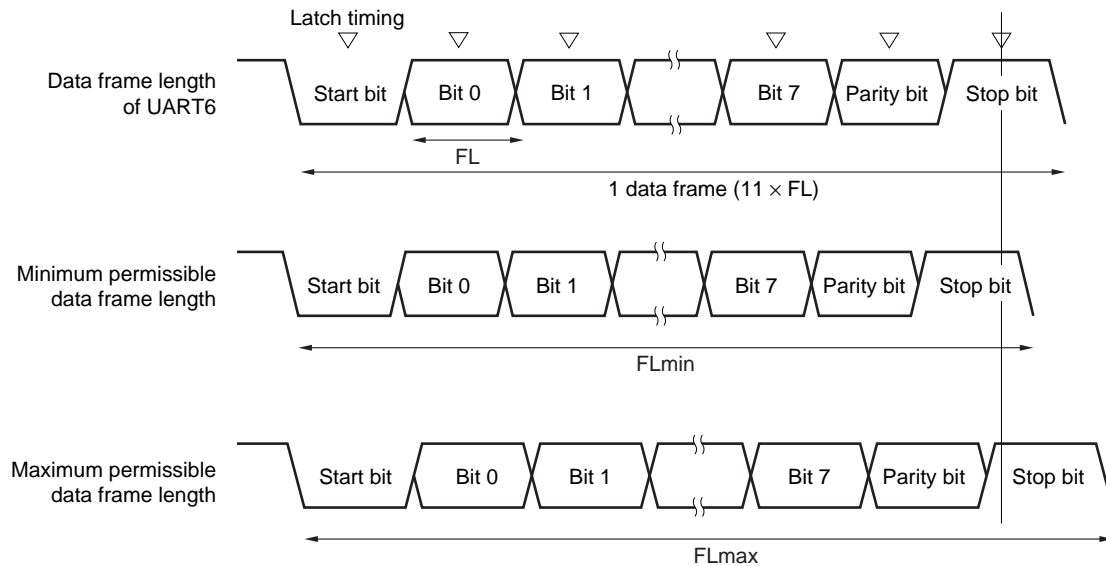 Latch timing
Data frame length
of UART6
Start bit
Bit 0
Bit 1
Bit 7
Parity bit
Stop bit
FL
1 data frame (11 × FL)
Minimum permissible
data frame length
Start bit
Bit 0
Bit 1
Bit 7
Parity bit
Stop bit
FLmin
Maximum permissible
data frame length
Start bit
Bit 0
Bit 1
Bit 7
Parity bit
Stop bit
FLmax